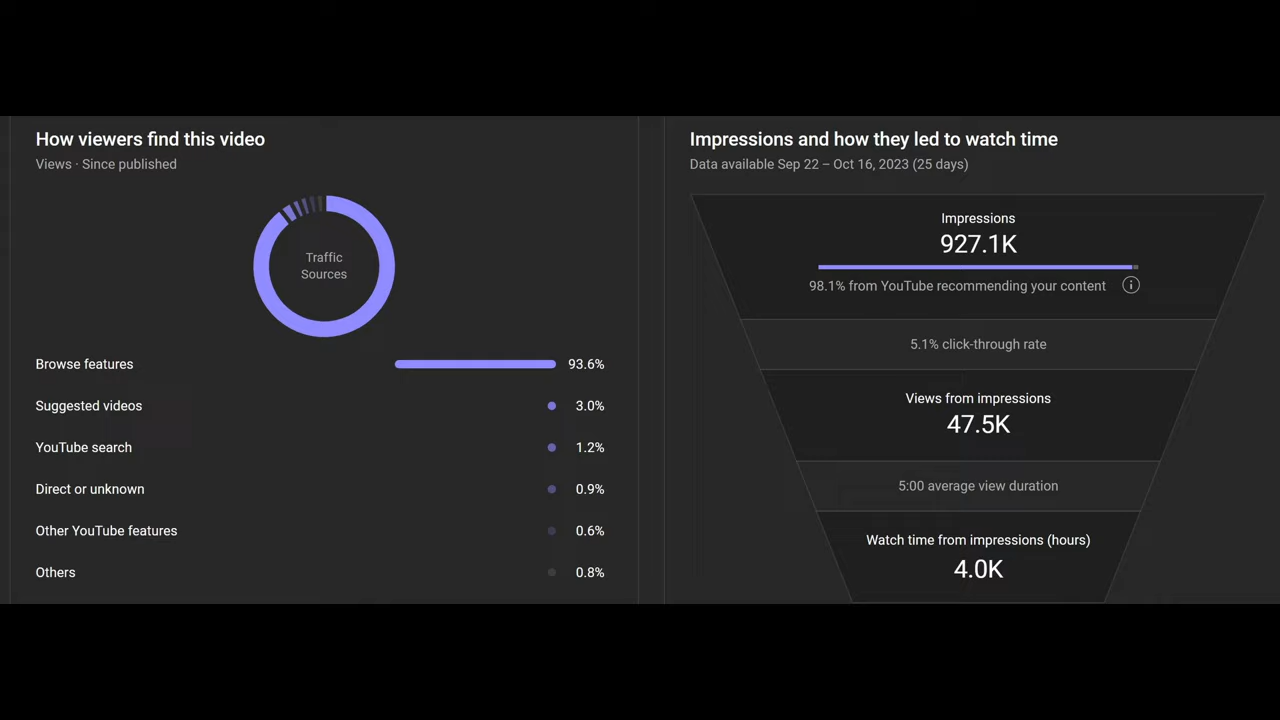 How viewers find this video
Views · Since published
Traffic
Sources
Browse features 93.6%
Suggested videos 3.0%
YouTube search 1.2%
Direct or unknown 0.9%
Other YouTube features 0.6%
Others 0.8%
Impressions and how they led to watch time
Data available Sep 22 – Oct 16, 2023 (25 days)
Impressions
927.1K
98.1% from YouTube recommending your content
5.1% click-through rate
Views from impressions
47.5K
5:00 average view duration
Watch time from impressions (hours)
4.0K